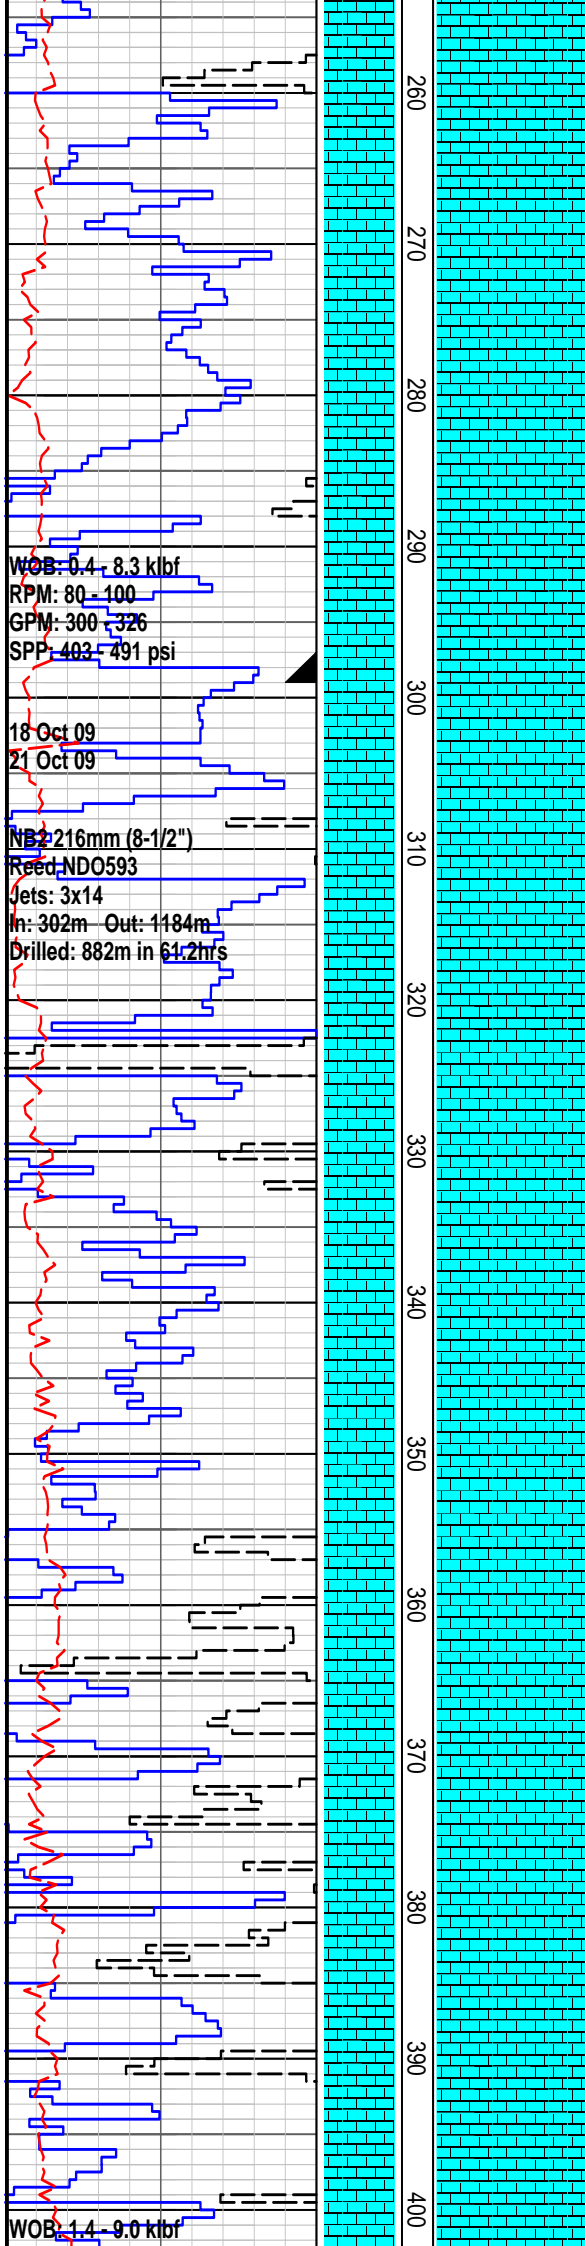 260
270
280
290
WOB: 0.4 - 8.3 klbf
RPM: 80 - 100
GPM: 300 - 326
SPP: 403 - 491 psi
300
18 Oct 09
21 Oct 09
310
NB2 216mm (8-1/2")
Reed NDO593
Jets: 3x14
In: 302m Out: 1184m
Drilled: 882m in 61.2hrs
320
330
340
350
360
370
380
390
400
WOB: 1.4 - 9.0 klbf